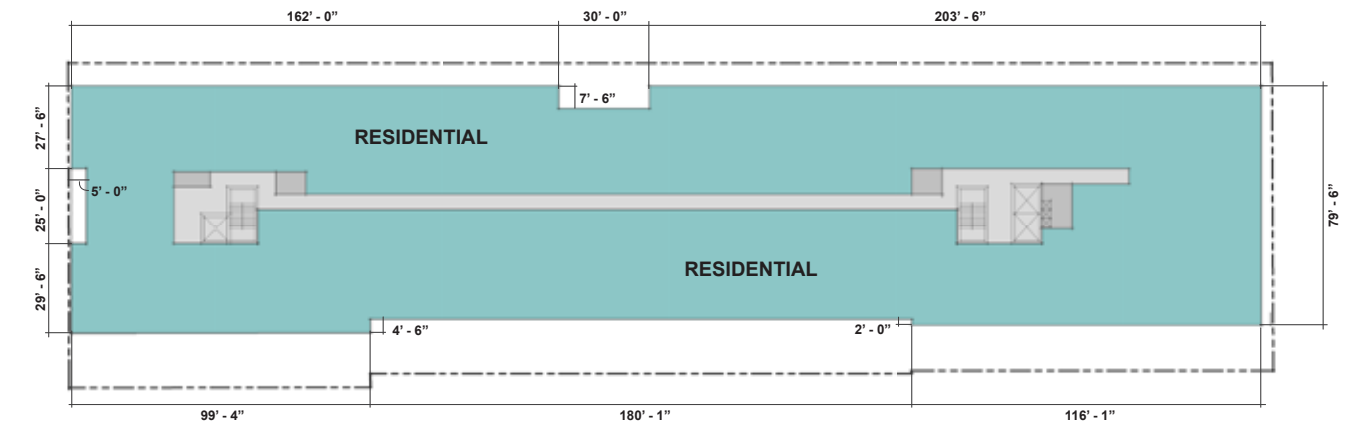 162’ - 0”
30’ - 0”
203’ - 6”
7’ - 6”
27’ - 6”
RESIDENTIAL
5’ - 0”
25’ - 0”
79’ - 6”
RESIDENTIAL
29’ - 6”
4’ - 6”
2’ - 0”
99’ - 4”
180’ - 1”
116’ - 1”